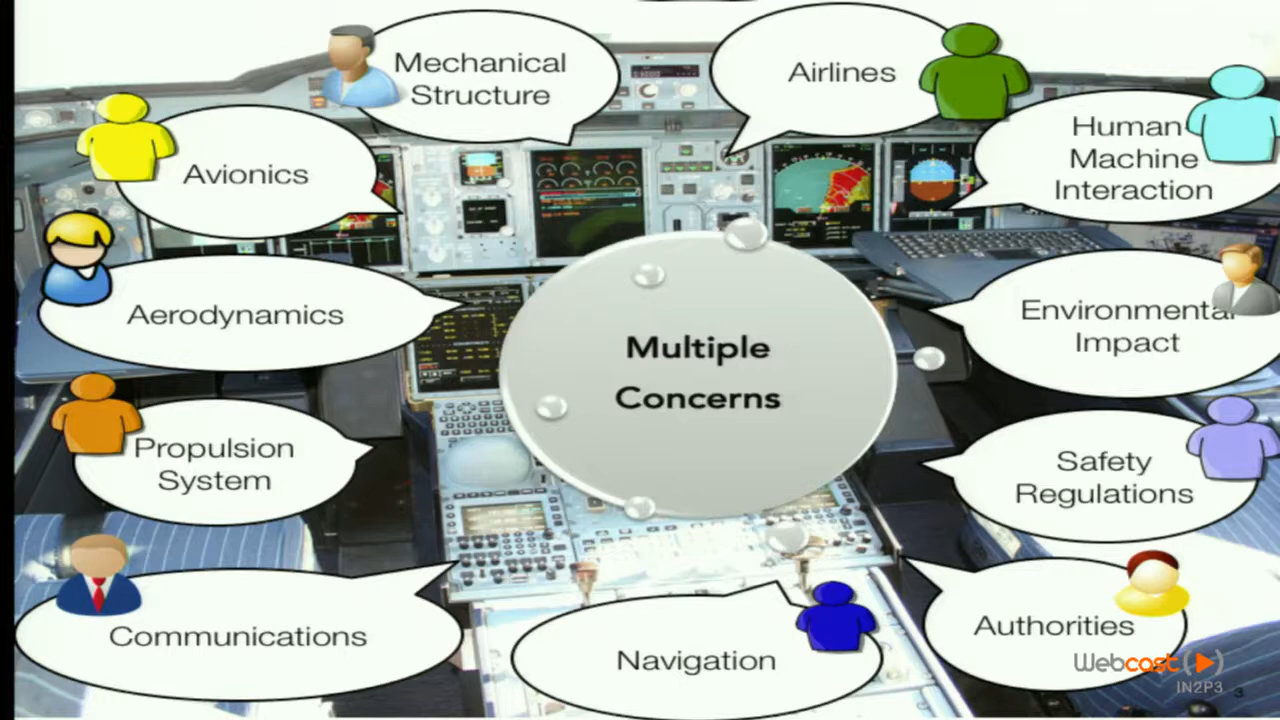 Mechanical
Structure
Airlines
Human
Machine
Interaction
Avionics
Aerodynamics
Environmental
Impact
Multiple
Concerns
Propulsion
System
Safety
Regulations
Communications
Navigation
Authorities
Webcast
IN2P3
3